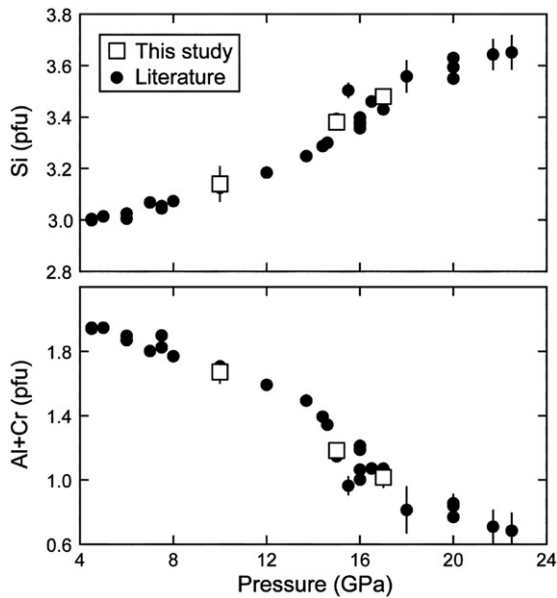 3.8
3.6
3.4
3.2
3.0
2.8
Si (pfu)
This study
Literature
1.8
1.4
1.0
0.6
Al+Cr (pfu)
4 8 12 16 20 24
Pressure (GPa)